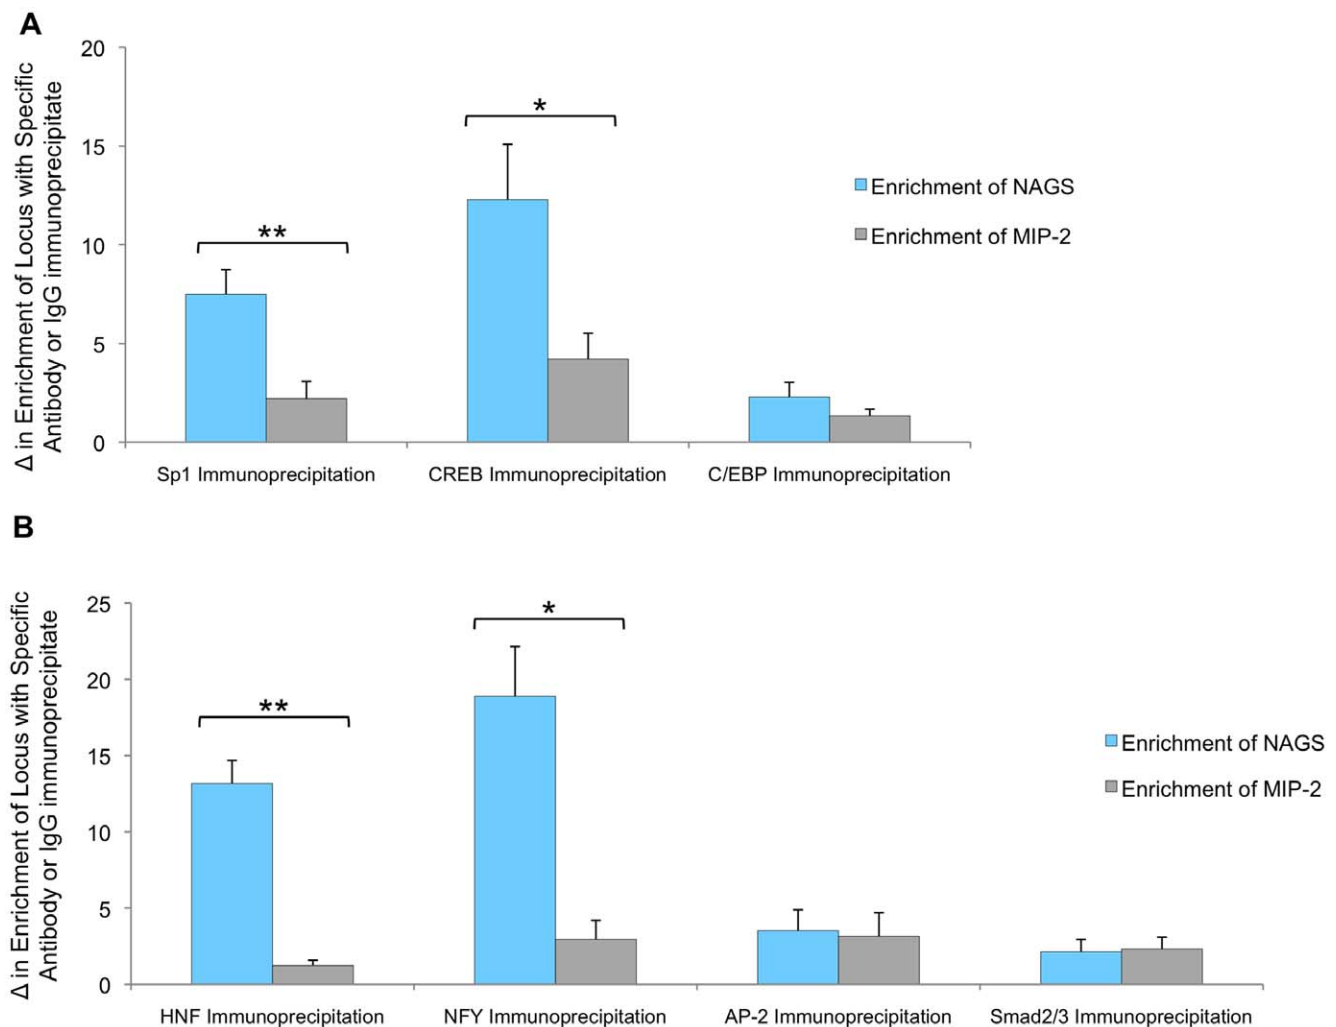 A
Δ in Enrichment of Locus with Specific
Antibody or IgG immunoprecipitate
20
15
10
5
0
**
*
Enrichment of NAGS
Enrichment of MIP-2
Sp1 Immunoprecipitation
CREB Immunoprecipitation
C/EBP Immunoprecipitation
B
Δ in Enrichment of Locus with Specific
Antibody or IgG immunoprecipitate
25
20
15
10
5
0
**
*
Enrichment of NAGS
Enrichment of MIP-2
HNF Immunoprecipitation
NFY Immunoprecipitation
AP-2 Immunoprecipitation
Smad2/3 Immunoprecipitation